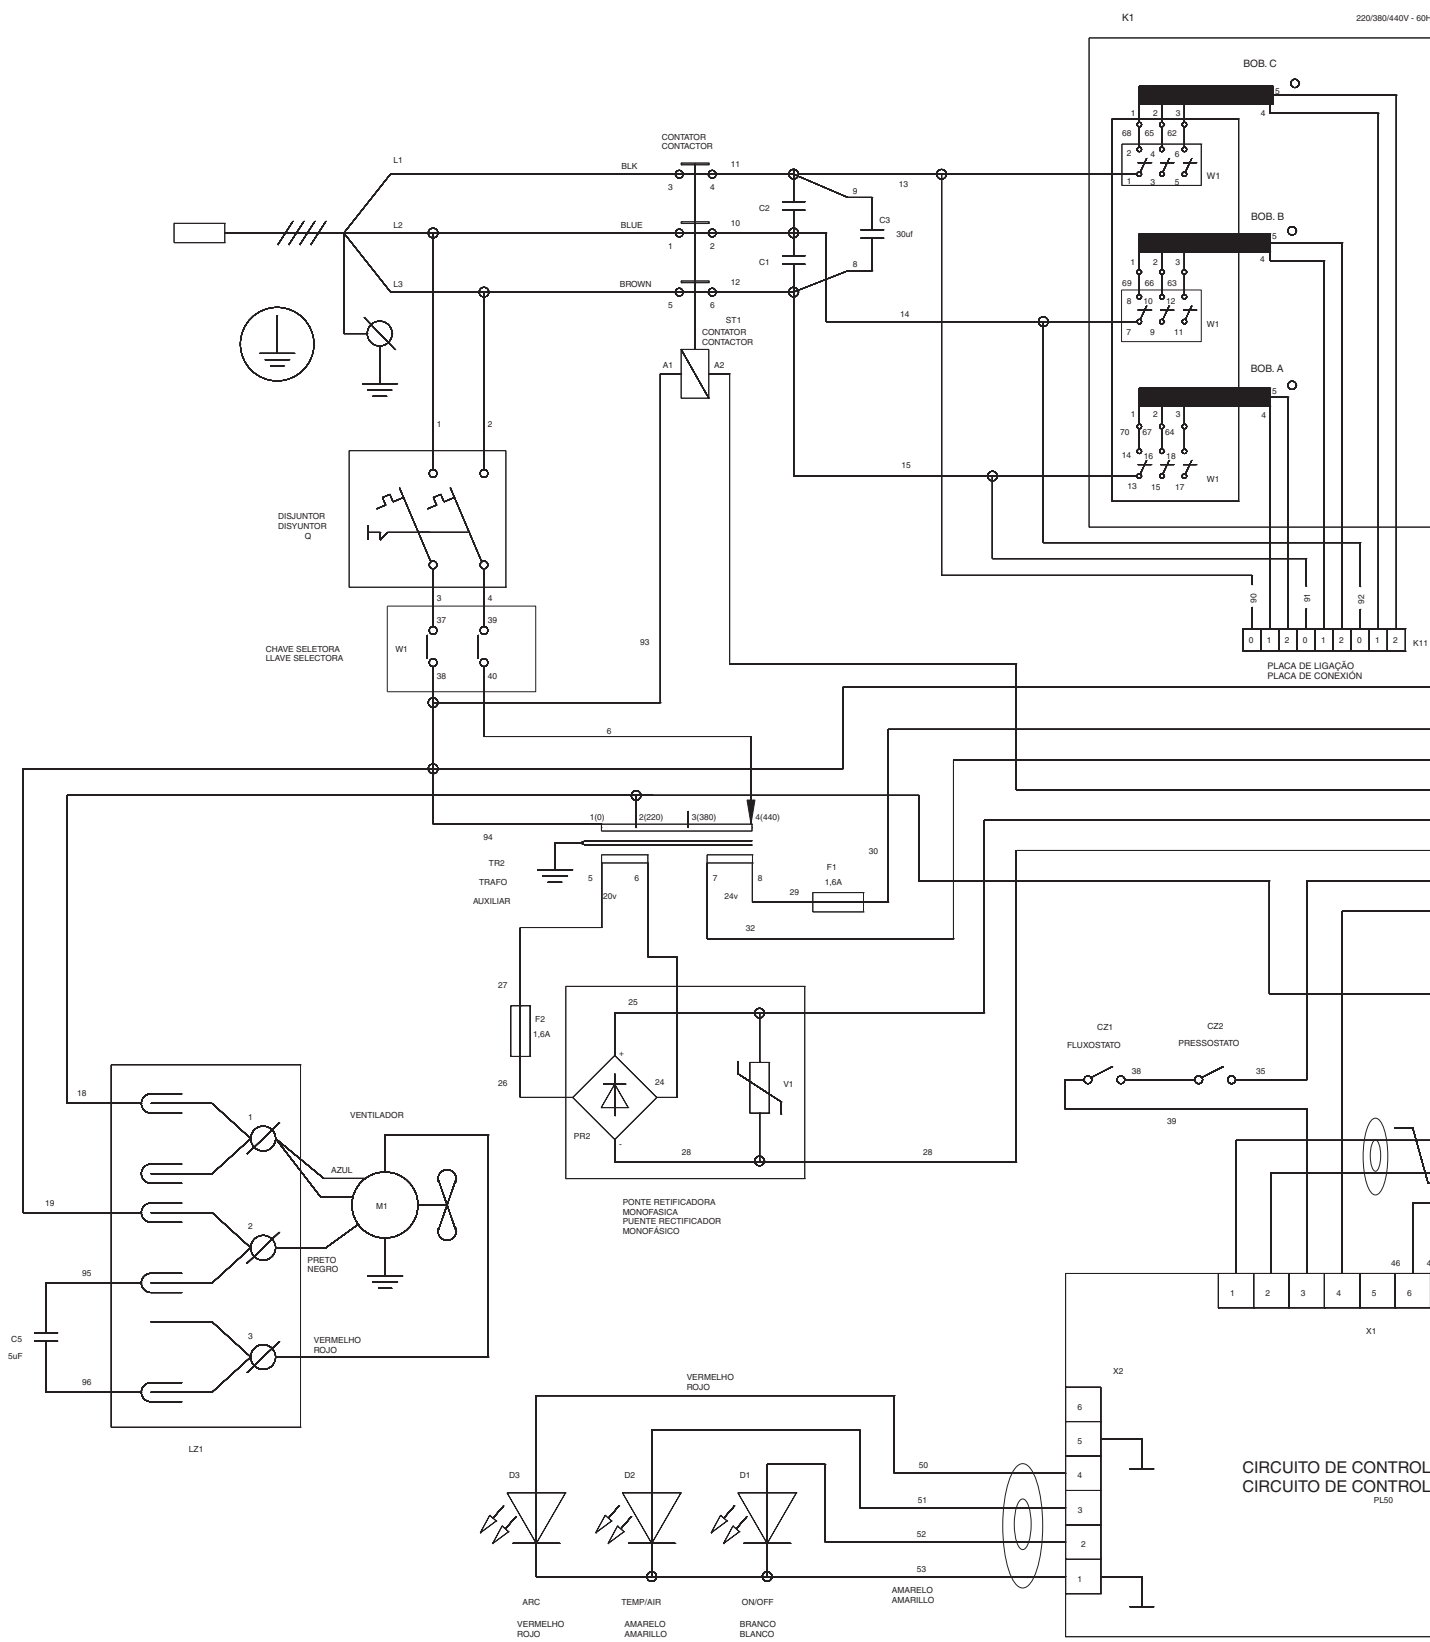 K1
220/380/440V - 60H
BOB. C
5
4
1 2 3
68 65 62
2 4 6
1 3 5
W1
CONTATOR
CONTACTOR
L1
BLK
3 4
11
13
9
C2
C3
30uf
L2
BLUE
1 2
10
C1
8
L3
BROWN
5 6
12
ST1
CONTATOR
CONTACTOR
A1 A2
14
BOB. B
5
4
1 2 3
69 66 63
8 10 12
7 9 11
W1
BOB. A
5
4
1 2 3
70 67 64
14 16 18
13 15 17
W1
15
1 2
DISJUNTOR
DISYUNTOR
Q
3 4
37 39
CHAVE SELETORA
LLAVE SELECTORA
W1
38 40
93
90 91 92
0 1 2 0 1 2 0 1 2
K11
PLACA DE LIGAÇÃO
PLACA DE CONEXIÓN
6
1(0) 2(220) 3(380) 4(440)
94
TR2
TRAFO
AUXILIAR
5 6 7 8
20v 24v
29
F1
1,6A
30
32
27
F2
1,6A
26
25
24
+
-
PR2
V1
28 28
PONTE RETIFICADORA
MONOFASICA
PUENTE RECTIFICADOR
MONOFÁSICO
CZ1
FLUXOSTATO
CZ2
PRESSOSTATO
38 35
39
18
1
VENTILADOR
AZUL
M1
19
2
PRETO
NEGRO
95
C5
5uF
3
VERMELHO
ROJO
96
LZ1
46 4
1 2 3 4 5 6
X1
X2
6
5
4
3
2
1
CIRCUITO DE CONTROL
CIRCUITO DE CONTROL
PL50
VERMELHO
ROJO
D3 D2 D1
50
51
52
53
AMARELO
AMARILLO
ARC
VERMELHO
ROJO
TEMP/AIR
AMARELO
AMARILLO
ON/OFF
BRANCO
BLANCO